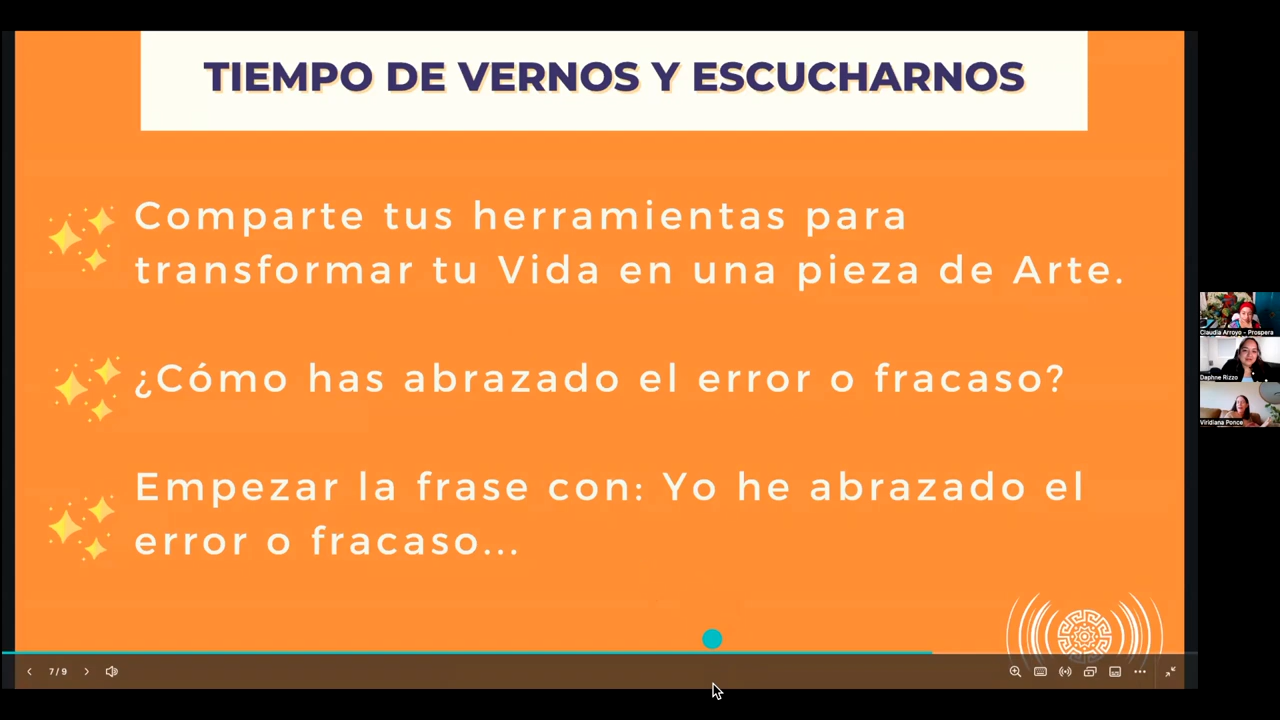 TIEMPO DE VERNOS Y ESCUCHARNOS
Comparte tus herramientas para
transformar tu Vida en una pieza de Arte.
¿Cómo has abrazado el error o fracaso?
Empezar la frase con: Yo he abrazado el
error o fracaso...
Claudia Arroyo - Prospera
Daphne Rizzo
Viridiana Ponce
7 / 9